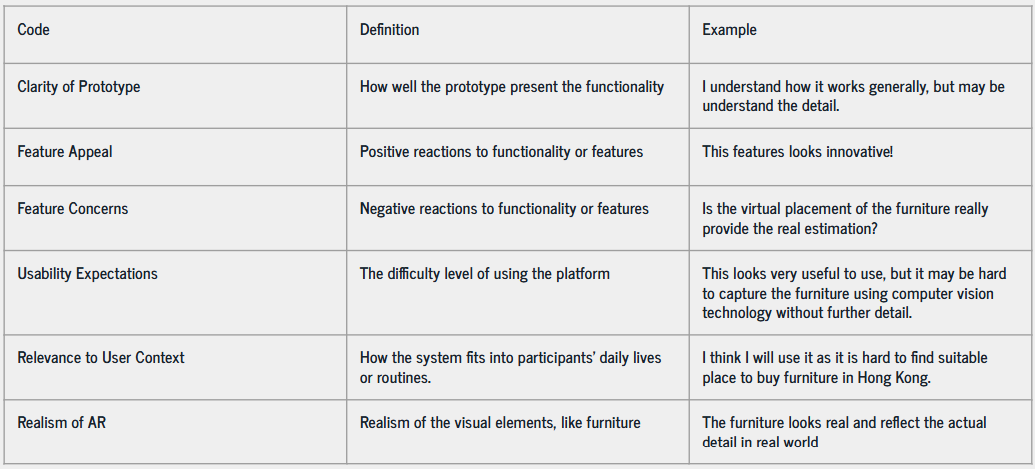 Code
Definition
Example
Clarity of Prototype
How well the prototype present the functionality
I understand how it works generally, but may be
understand the detail.
Feature Appeal
Positive reactions to functionality or features
This features looks innovative!
Feature Concerns
Negative reactions to functionality or features
Is the virtual placement of the furniture really
provide the real estimation?
Usability Expectations
The difficulty level of using the platform
This looks very useful to use, but it may be hard
to capture the furniture using computer vision
technology without further detail.
Relevance to User Context
How the system fits into participants' daily lives
or routines.
I think I will use it as it is hard to find suitable
place to buy furniture in Hong Kong.
Realism of AR
Realism of the visual elements, like furniture
The furniture looks real and reflect the actual
detail in real world